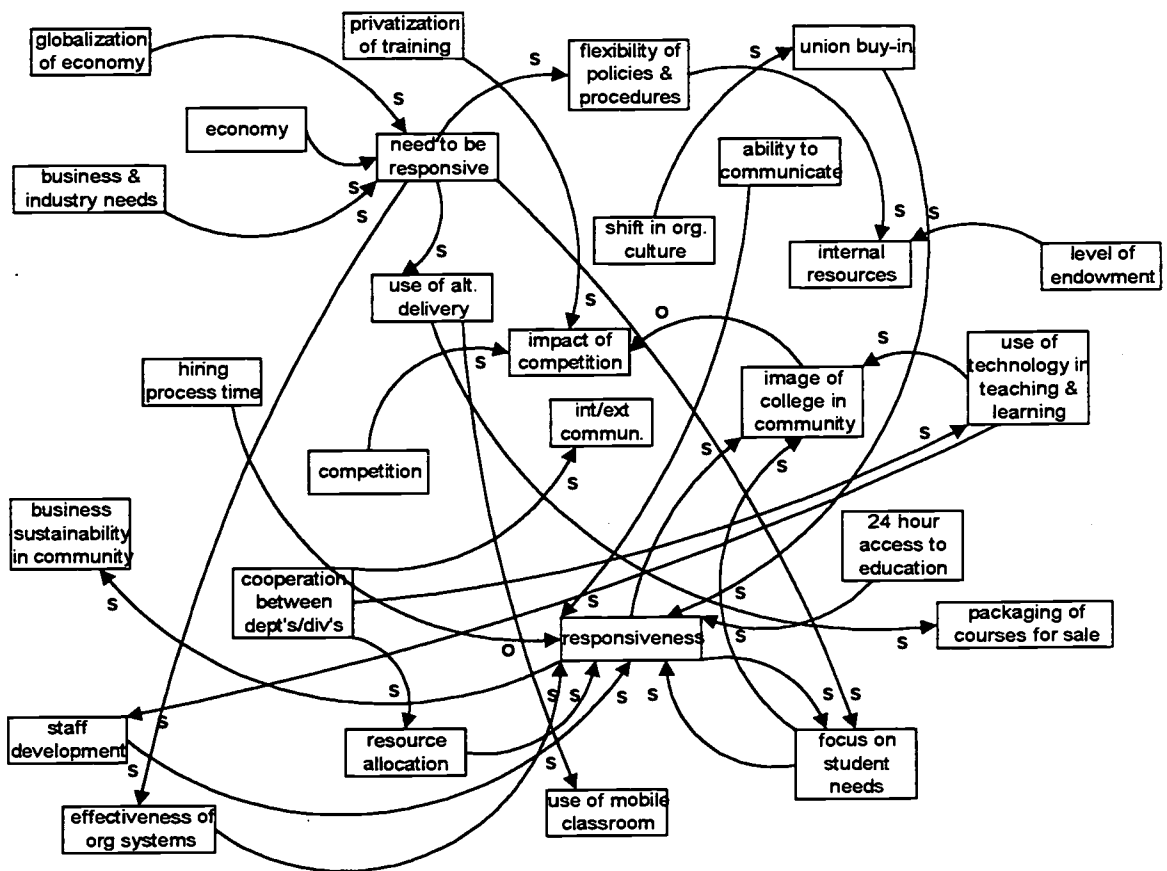 globalization
of economy
privatization
of training
flexibility of
policies &
procedures
union buy-in
s
s
s
economy
need to be
responsive
ability to
communicate
business &
industry needs
s
s
shift in org.
culture
s
s
internal
resources
level of
endowment
s
use of alt.
delivery
s
o
impact of
competition
s
hiring
process time
image of
college in
community
s
use of
technology in
teaching &
learning
int/ext
commun.
s
s
s
s
competition
business
sustainability
in community
24 hour
access to
education
s
cooperation
between
dept's/div's
s
s
s
packaging of
courses for sale
s
responsiveness
o
s
s
s
s
s
s
s
staff
development
s
resource
allocation
focus on
student
needs
s
s
effectiveness of
org systems
use of mobile
classroom